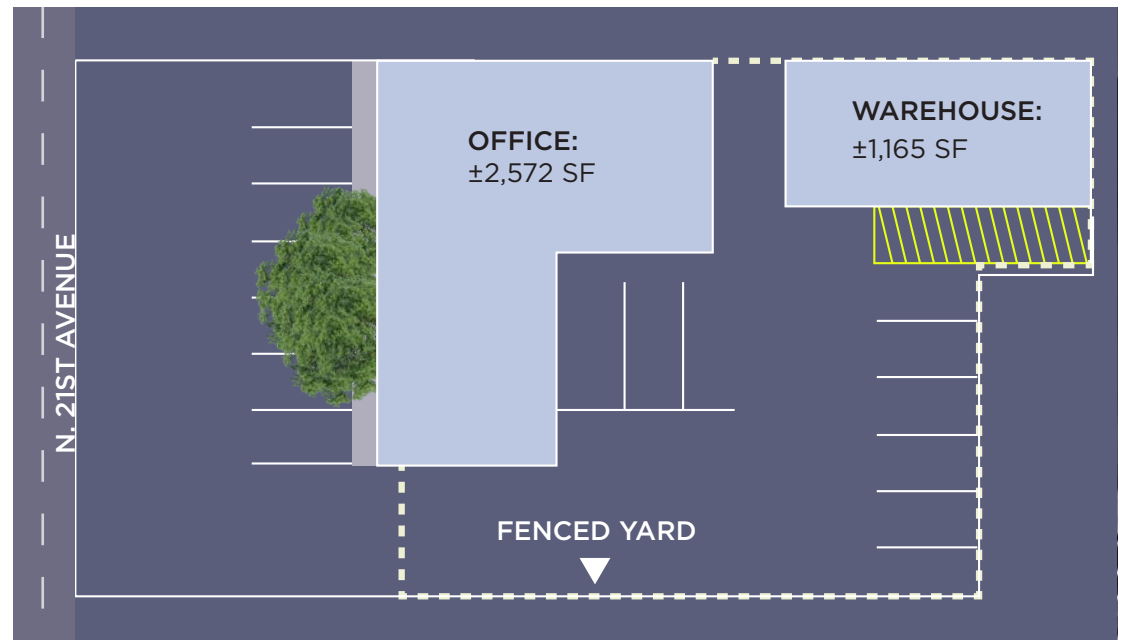 OFFICE:
±2,572 SF
WAREHOUSE:
±1,165 SF
N. 21ST AVENUE
FENCED YARD